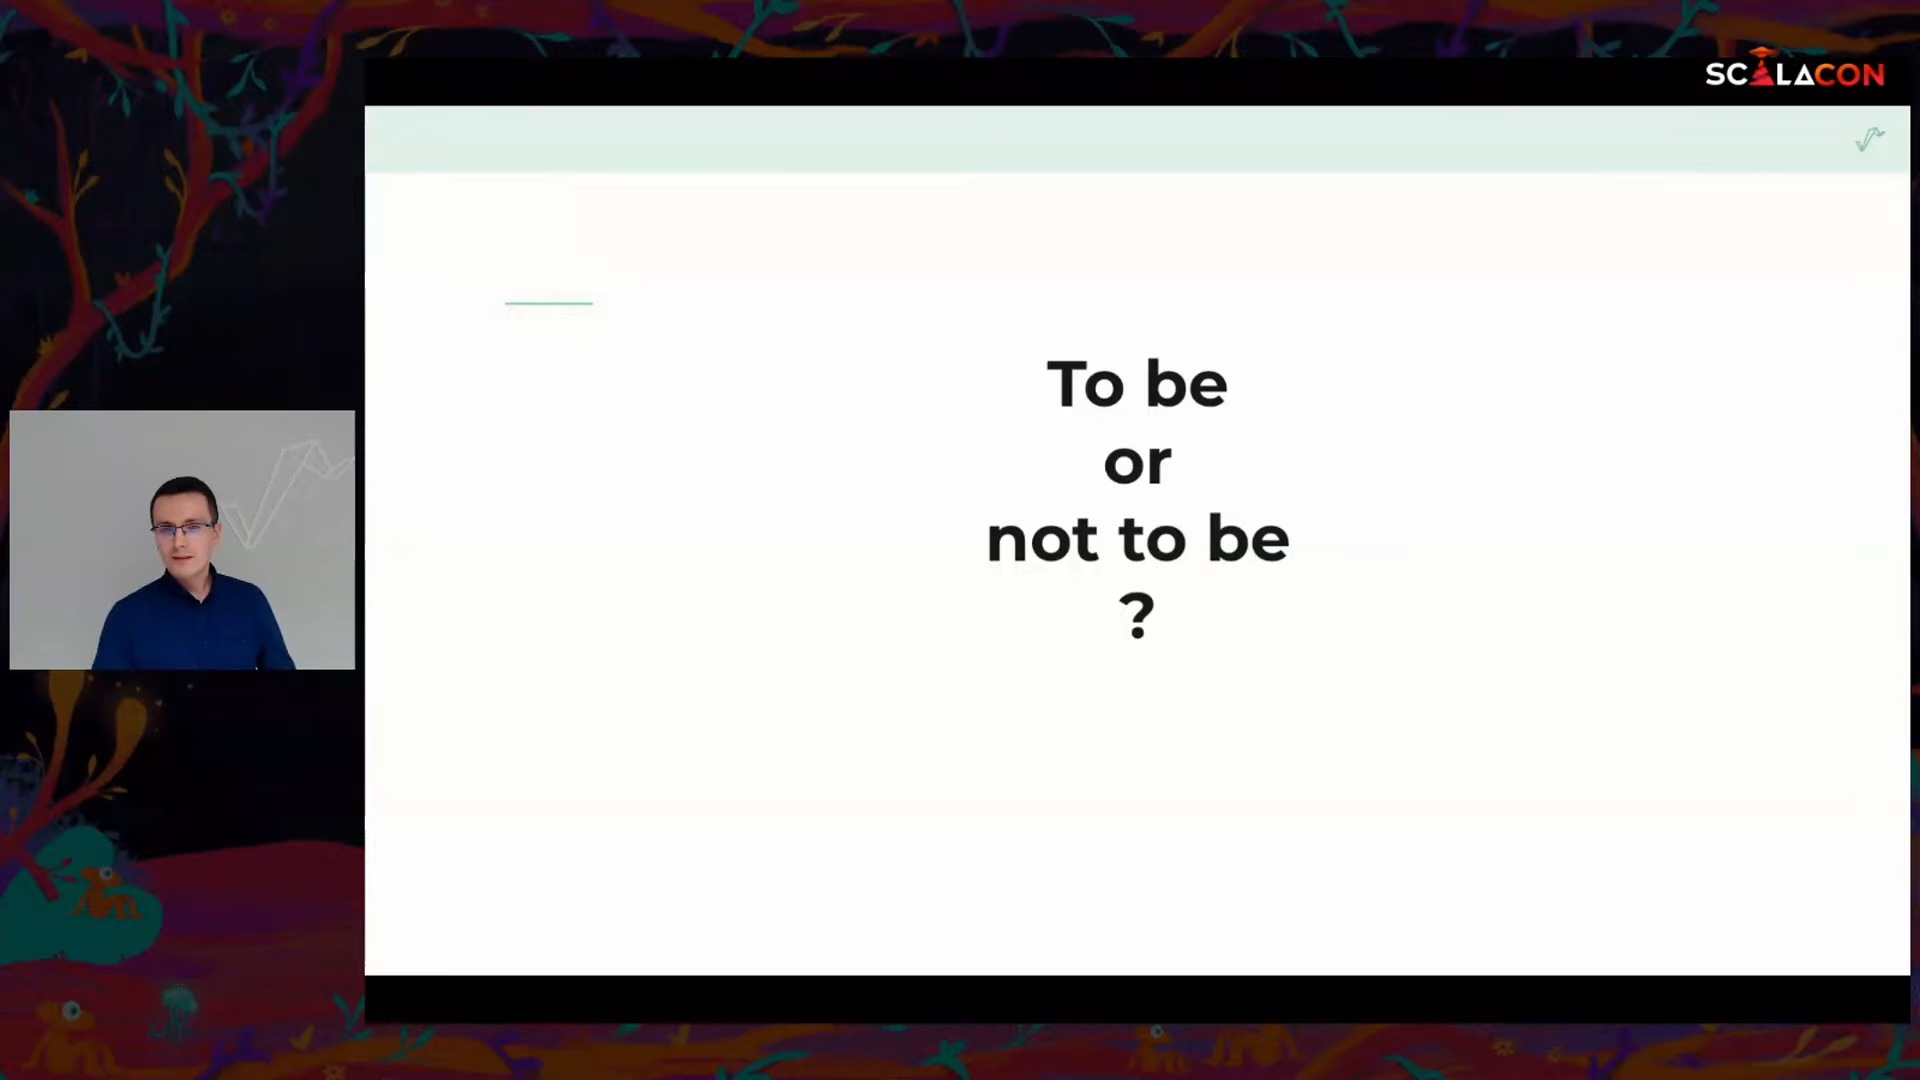 SCALACON
To be
or
not to be
?